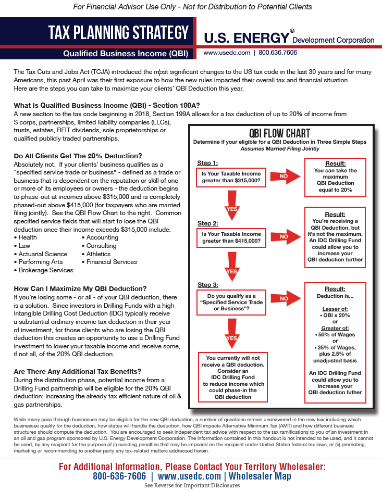 For Financial Advisor Use Only - Not for Distribution to Potential Clients
TAX PLANNING STRATEGY
Qualified Business Income (QBI)
U.S. ENERGY® Development Corporation
www.usedc.com | 800.636.7606
The Tax Cuts and Jobs Act (TCJA) introduced the most significant changes to the US tax code in the last 30 years and for many
Americans, this past April was their first exposure to how the new rules impacted their overall tax and financial situation.
Here are the steps you can take to maximize your clients' QBI Deduction this year.
What Is Qualified Business Income (QBI) - Section 199A?
A new section to the tax code beginning in 2018, Section 199A allows for a tax deduction of up to 20% of income from
S corps, partnerships, limited liability companies (LLCs),
trusts, estates, REIT dividends, sole proprietorships or
qualified publicly traded partnerships.
Do All Clients Get The 20% Deduction?
Absolutely not. If your clients' business qualifies as a
"specified service trade or business" - defined as a trade or
business that is dependent on the reputation or skill of one
or more of its employees or owners - the deduction begins
to phase-out at incomes above $315,000 and is completely
phased-out above $415,000 (for taxpayers who are married
filing jointly). See the QBI Flow Chart to the right. Common
specified service fields that will start to lose the QBI
deduction once their income exceeds $315,000 include:
• Health • Accounting
• Law • Consulting
• Actuarial Science • Athletics
• Performing Arts • Financial Services
• Brokerage Services
How Can I Maximize My QBI Deduction?
If you're losing some - or all - of your QBI deduction, there
is a solution. Since investors in Drilling Funds with a high
Intangible Drilling Cost Deduction (IDC) typically receive
a substantial ordinary income tax deduction in their year
of investment, for those clients who are losing the QBI
deduction this creates an opportunity to use a Drilling Fund
investment to lower their taxable income and receive some,
if not all, of the 20% QBI deduction.
Are There Any Additional Tax Benefits?
During the distribution phase, potential income from a
Drilling Fund partnership will be eligible for the 20% QBI
deduction; increasing the already tax efficient nature of oil &
gas partnerships.
QBI FLOW CHART
Determine if your eligible for a QBI Deduction in Three Simple Steps
Assumes Married Filing Jointly
Step 1:
Is Your Taxable Income
greater than $315,000?
NO
Result:
You can take the
maximum
QBI Deduction
equal to 20%
YES
Step 2:
Is Your Taxable Income
greater than $415,000?
NO
Result:
You're receiving a
QBI Deduction, but
it's not the maximum.
An IDC Drilling Fund
could allow you to
increase your
QBI deduction further
YES
Step 3:
Do you qualify as a
"Specified Service Trade
or Business"?
NO
Result:
Deduction is...
Lesser of:
• QBI x 20%
or
Greater of:
• 50% of Wages
or
• 25% of Wages,
plus 2.5% of
unadjusted basis
An IDC Drilling Fund
could allow you to
increase your
QBI deduction futher
YES
You currently will not
receive a QBI deduction.
Consider an
IDC Drilling Fund
to reduce income which
could phase-in the
QBI deduction
For Additional Information, Please Contact Your Territory Wholesaler:
800-636-7606 | www.usedc.com | Wholesaler Map
See Reverse for Important Disclosures